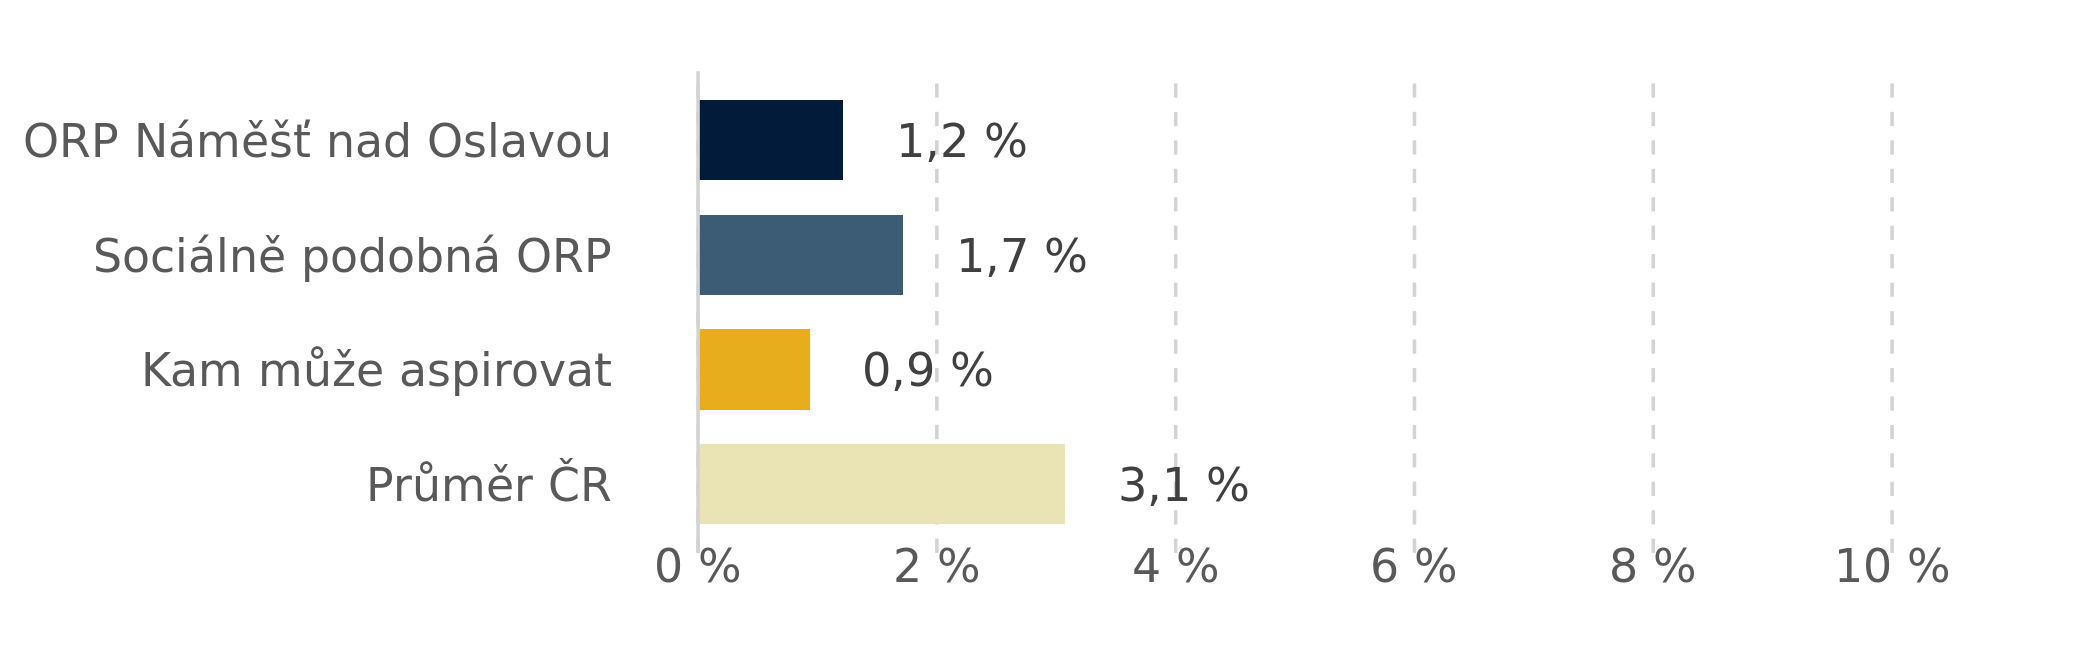 ORP Náměšť nad Oslavou 1,2 %
Sociálně podobná ORP 1,7 %
Kam může aspirovat 0,9 %
Průměr ČR 3,1 %
0 % 2 % 4 % 6 % 8 % 10 %